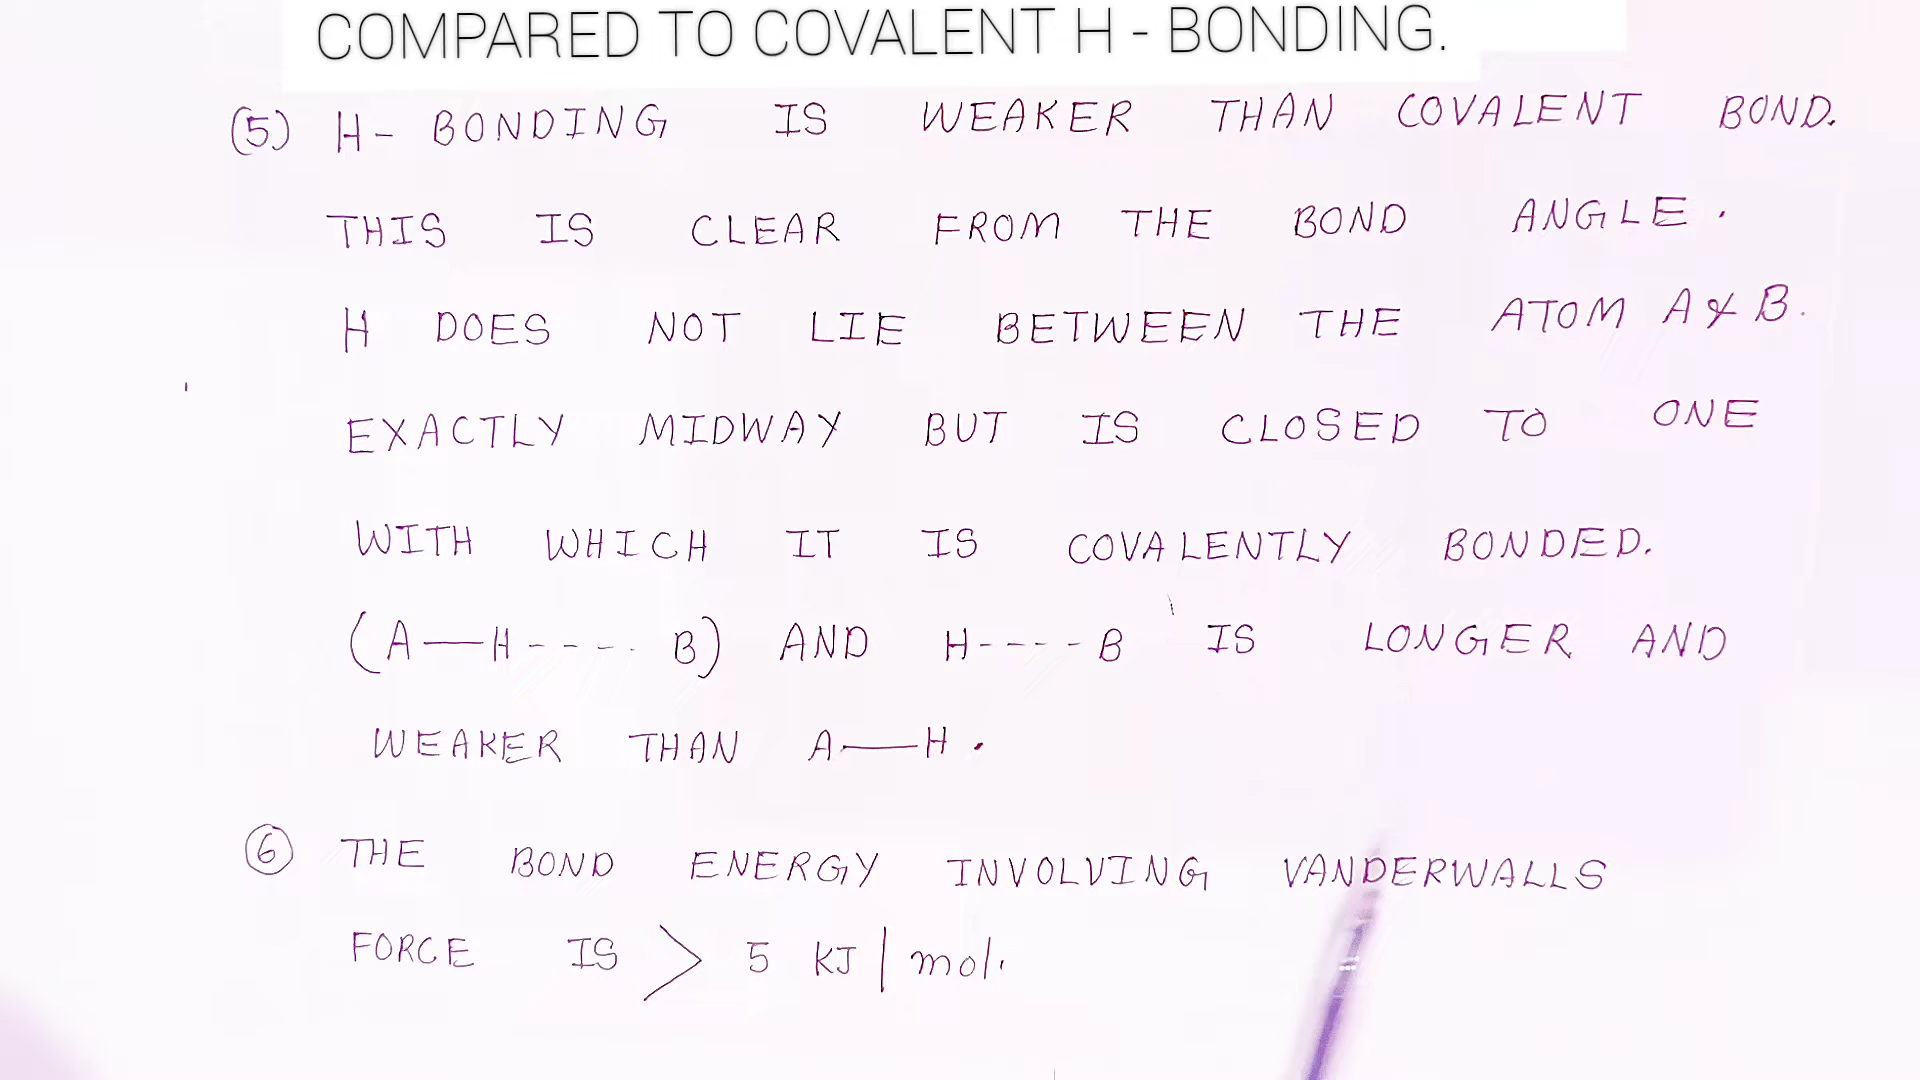 COMPARED TO COVALENT H - BONDING.
(5) H- BONDING IS WEAKER THAN COVALENT BOND.
THIS IS CLEAR FROM THE BOND ANGLE.
H DOES NOT LIE BETWEEN THE ATOM A & B.
EXACTLY MIDWAY BUT IS CLOSED TO ONE
WITH WHICH IT IS COVALENTLY BONDED.
(A—H---- B) AND H----B IS LONGER AND
WEAKER THAN A—H.
⑥ THE BOND ENERGY INVOLVING VANDERWALLS
FORCE IS > 5 KJ | mol.